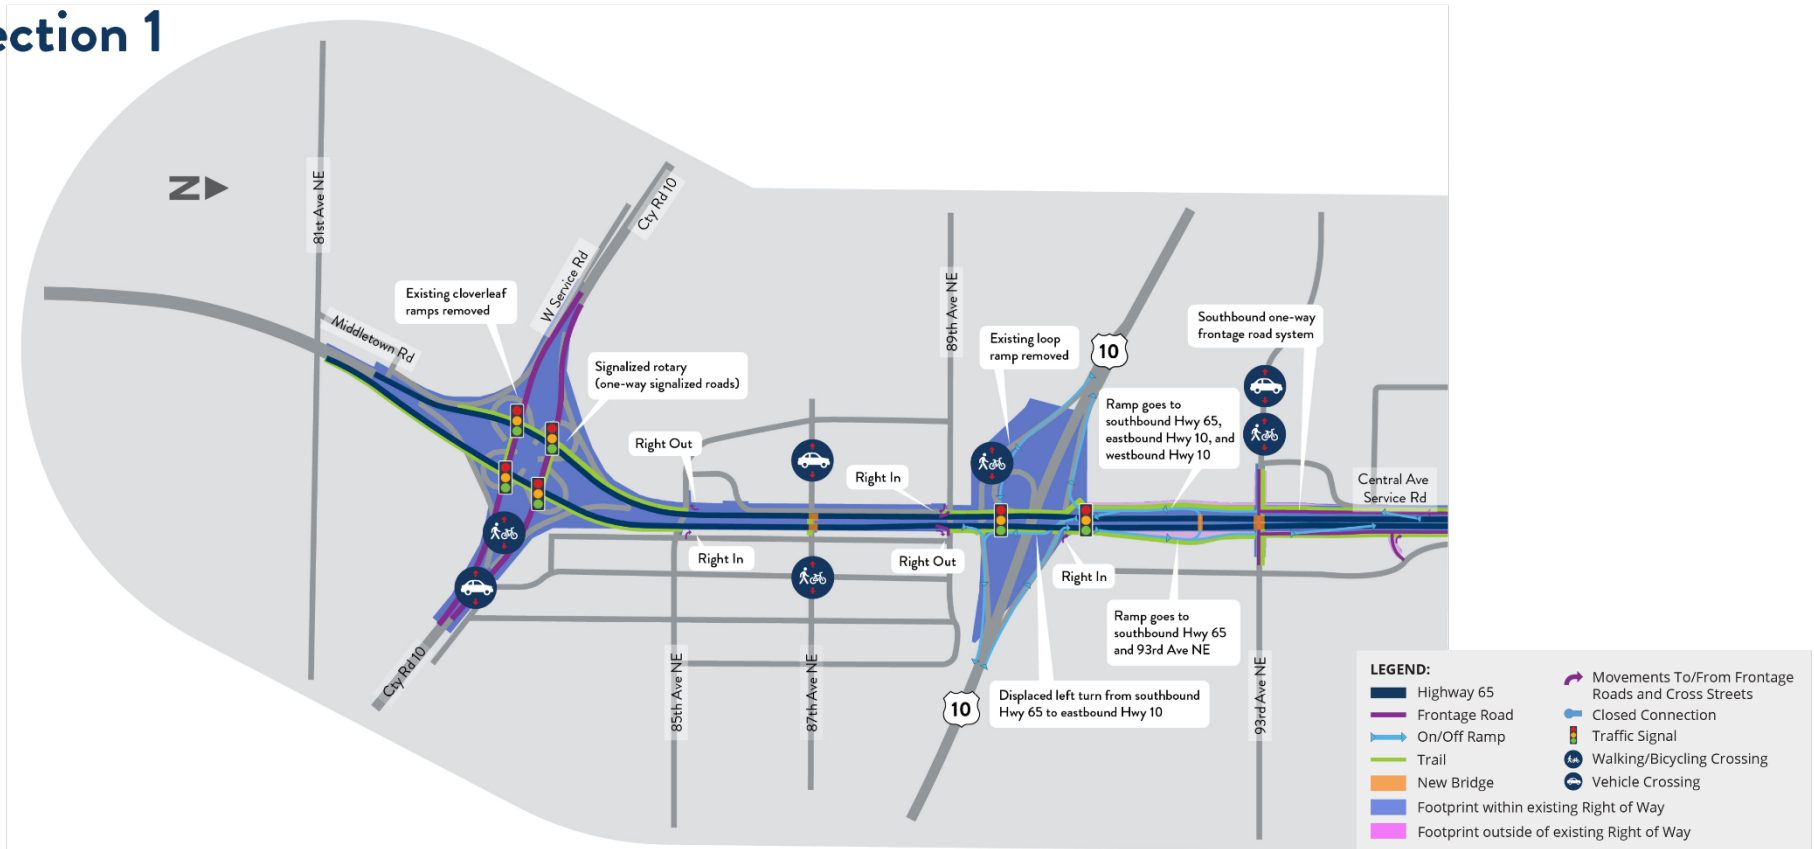 ection 1
N
81st Ave NE
Middletown Rd
Existing cloverleaf
ramps removed
W Service Rd
Cty Rd 10
Signalized rotary
(one-way signalized roads)
Right Out
Right In
89th Ave NE
Existing loop
ramp removed
10
Ramp goes to
southbound Hwy 65,
eastbound Hwy 10, and
westbound Hwy 10
Southbound one-way
frontage road system
Central Ave
Service Rd
Right In
Right Out
Right In
Ramp goes to
southbound Hwy 65
and 93rd Ave NE
Cty Rd 10
85th Ave NE
87th Ave NE
10
Displaced left turn from southbound
Hwy 65 to eastbound Hwy 10
93rd Ave NE
LEGEND:
Highway 65
Frontage Road
On/Off Ramp
Trail
New Bridge
Footprint within existing Right of Way
Footprint outside of existing Right of Way
Movements To/From Frontage
Roads and Cross Streets
Closed Connection
Traffic Signal
Walking/Bicycling Crossing
Vehicle Crossing